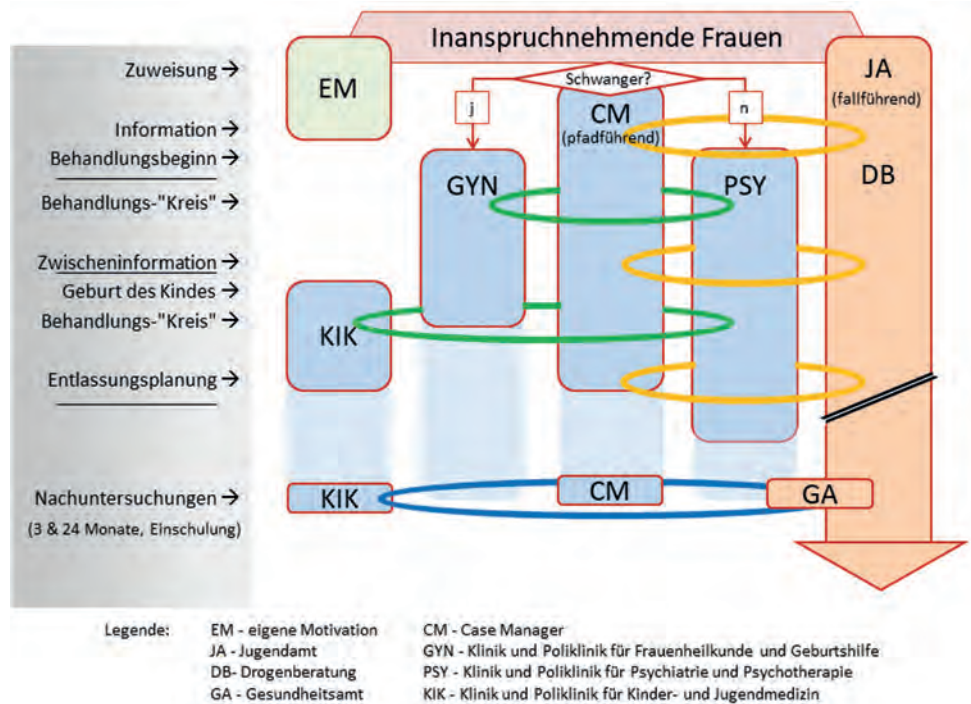 Inanspruchnehmende Frauen
Zuweisung →
EM
Schwanger?
JA
(fallführend)
j
n
CM
(pfadführend)
Information →
Behandlungsbeginn →
GYN
PSY
DB
Behandlungs-"Kreis" →
Zwischeninformation →
Geburt des Kindes →
Behandlungs-"Kreis" →
KIK
Entlassungsplanung →
Nachuntersuchungen →
(3 & 24 Monate, Einschulung)
KIK
CM
GA
Legende:
EM - eigene Motivation
JA - Jugendamt
DB- Drogenberatung
GA - Gesundheitsamt
CM - Case Manager
GYN - Klinik und Poliklinik für Frauenheilkunde und Geburtshilfe
PSY - Klinik und Poliklinik für Psychiatrie und Psychotherapie
KIK - Klinik und Poliklinik für Kinder- und Jugendmedizin